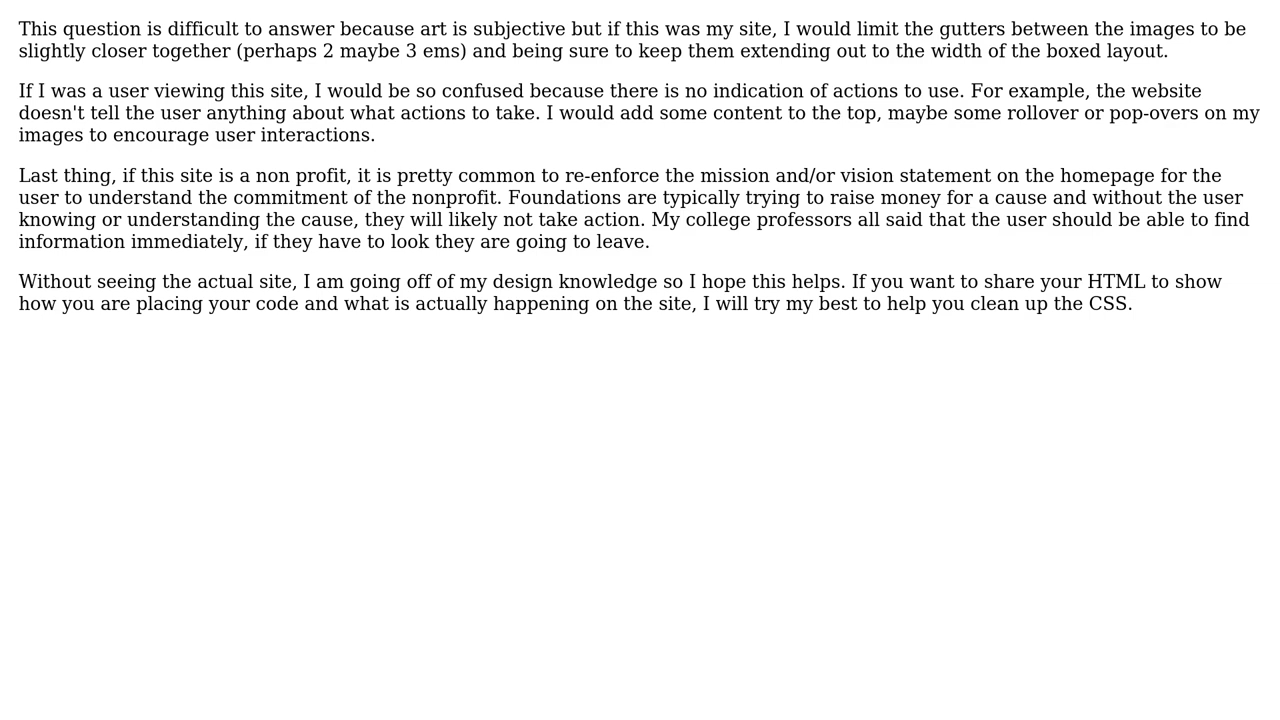 This question is difficult to answer because art is subjective but if this was my site, I would limit the gutters between the images to be
slightly closer together (perhaps 2 maybe 3 ems) and being sure to keep them extending out to the width of the boxed layout.
If I was a user viewing this site, I would be so confused because there is no indication of actions to use. For example, the website
doesn't tell the user anything about what actions to take. I would add some content to the top, maybe some rollover or pop-overs on my
images to encourage user interactions.
Last thing, if this site is a non profit, it is pretty common to re-enforce the mission and/or vision statement on the homepage for the
user to understand the commitment of the nonprofit. Foundations are typically trying to raise money for a cause and without the user
knowing or understanding the cause, they will likely not take action. My college professors all said that the user should be able to find
information immediately, if they have to look they are going to leave.
Without seeing the actual site, I am going off of my design knowledge so I hope this helps. If you want to share your HTML to show
how you are placing your code and what is actually happening on the site, I will try my best to help you clean up the CSS.